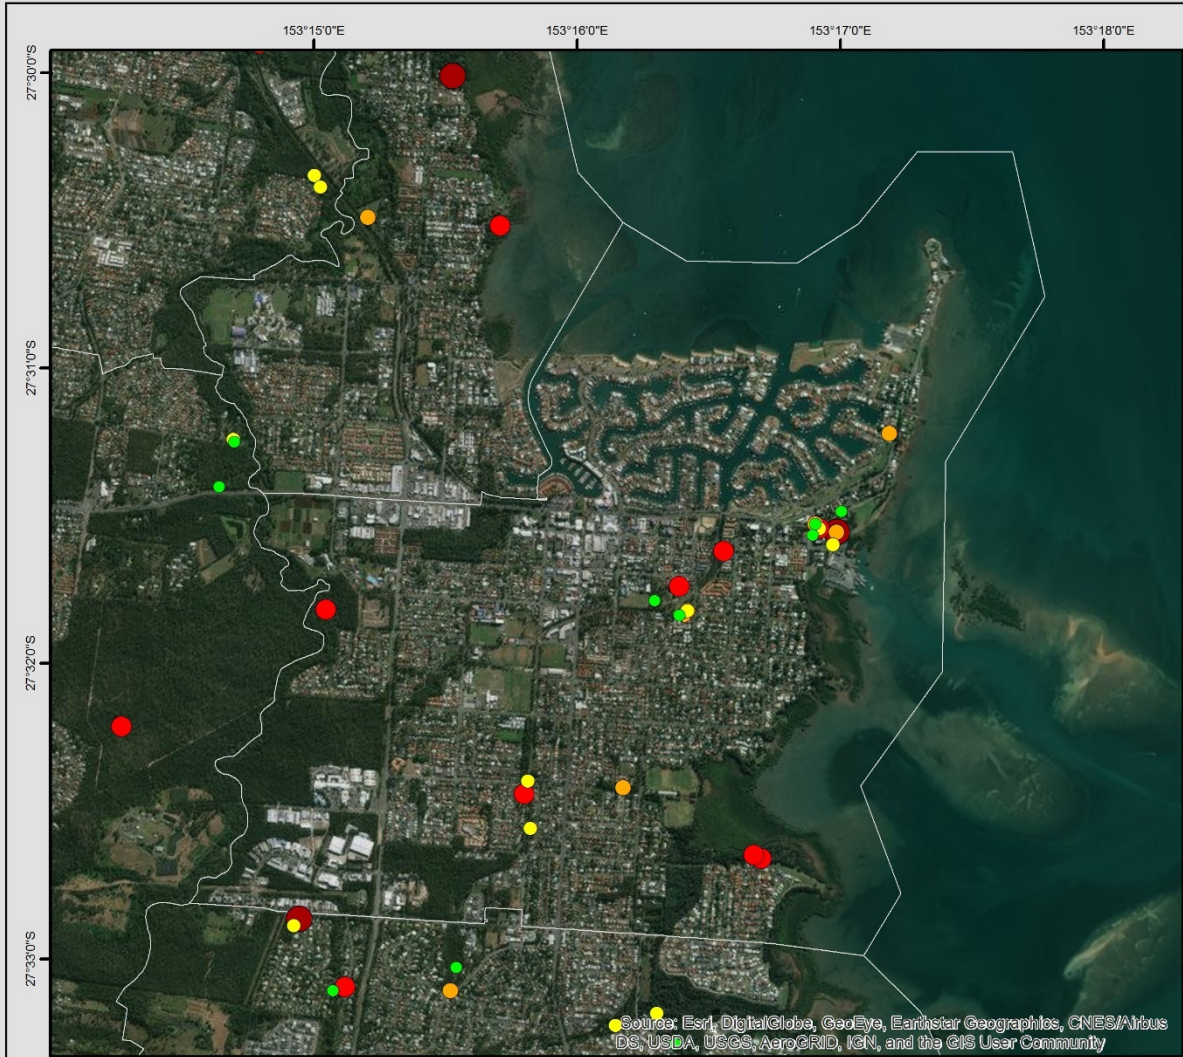 153°15'0"E 153°16'0"E 153°17'0"E 153°18'0"E
27°30'0"S
27°31'0"S
27°32'0"S
27°33'0"S
Source: Esri, DigitalGlobe, GeoEye, Earthstar Geographics, CNES/Airbus
DS, USDA, USGS, AeroGRID, IGN, and the GIS User Community